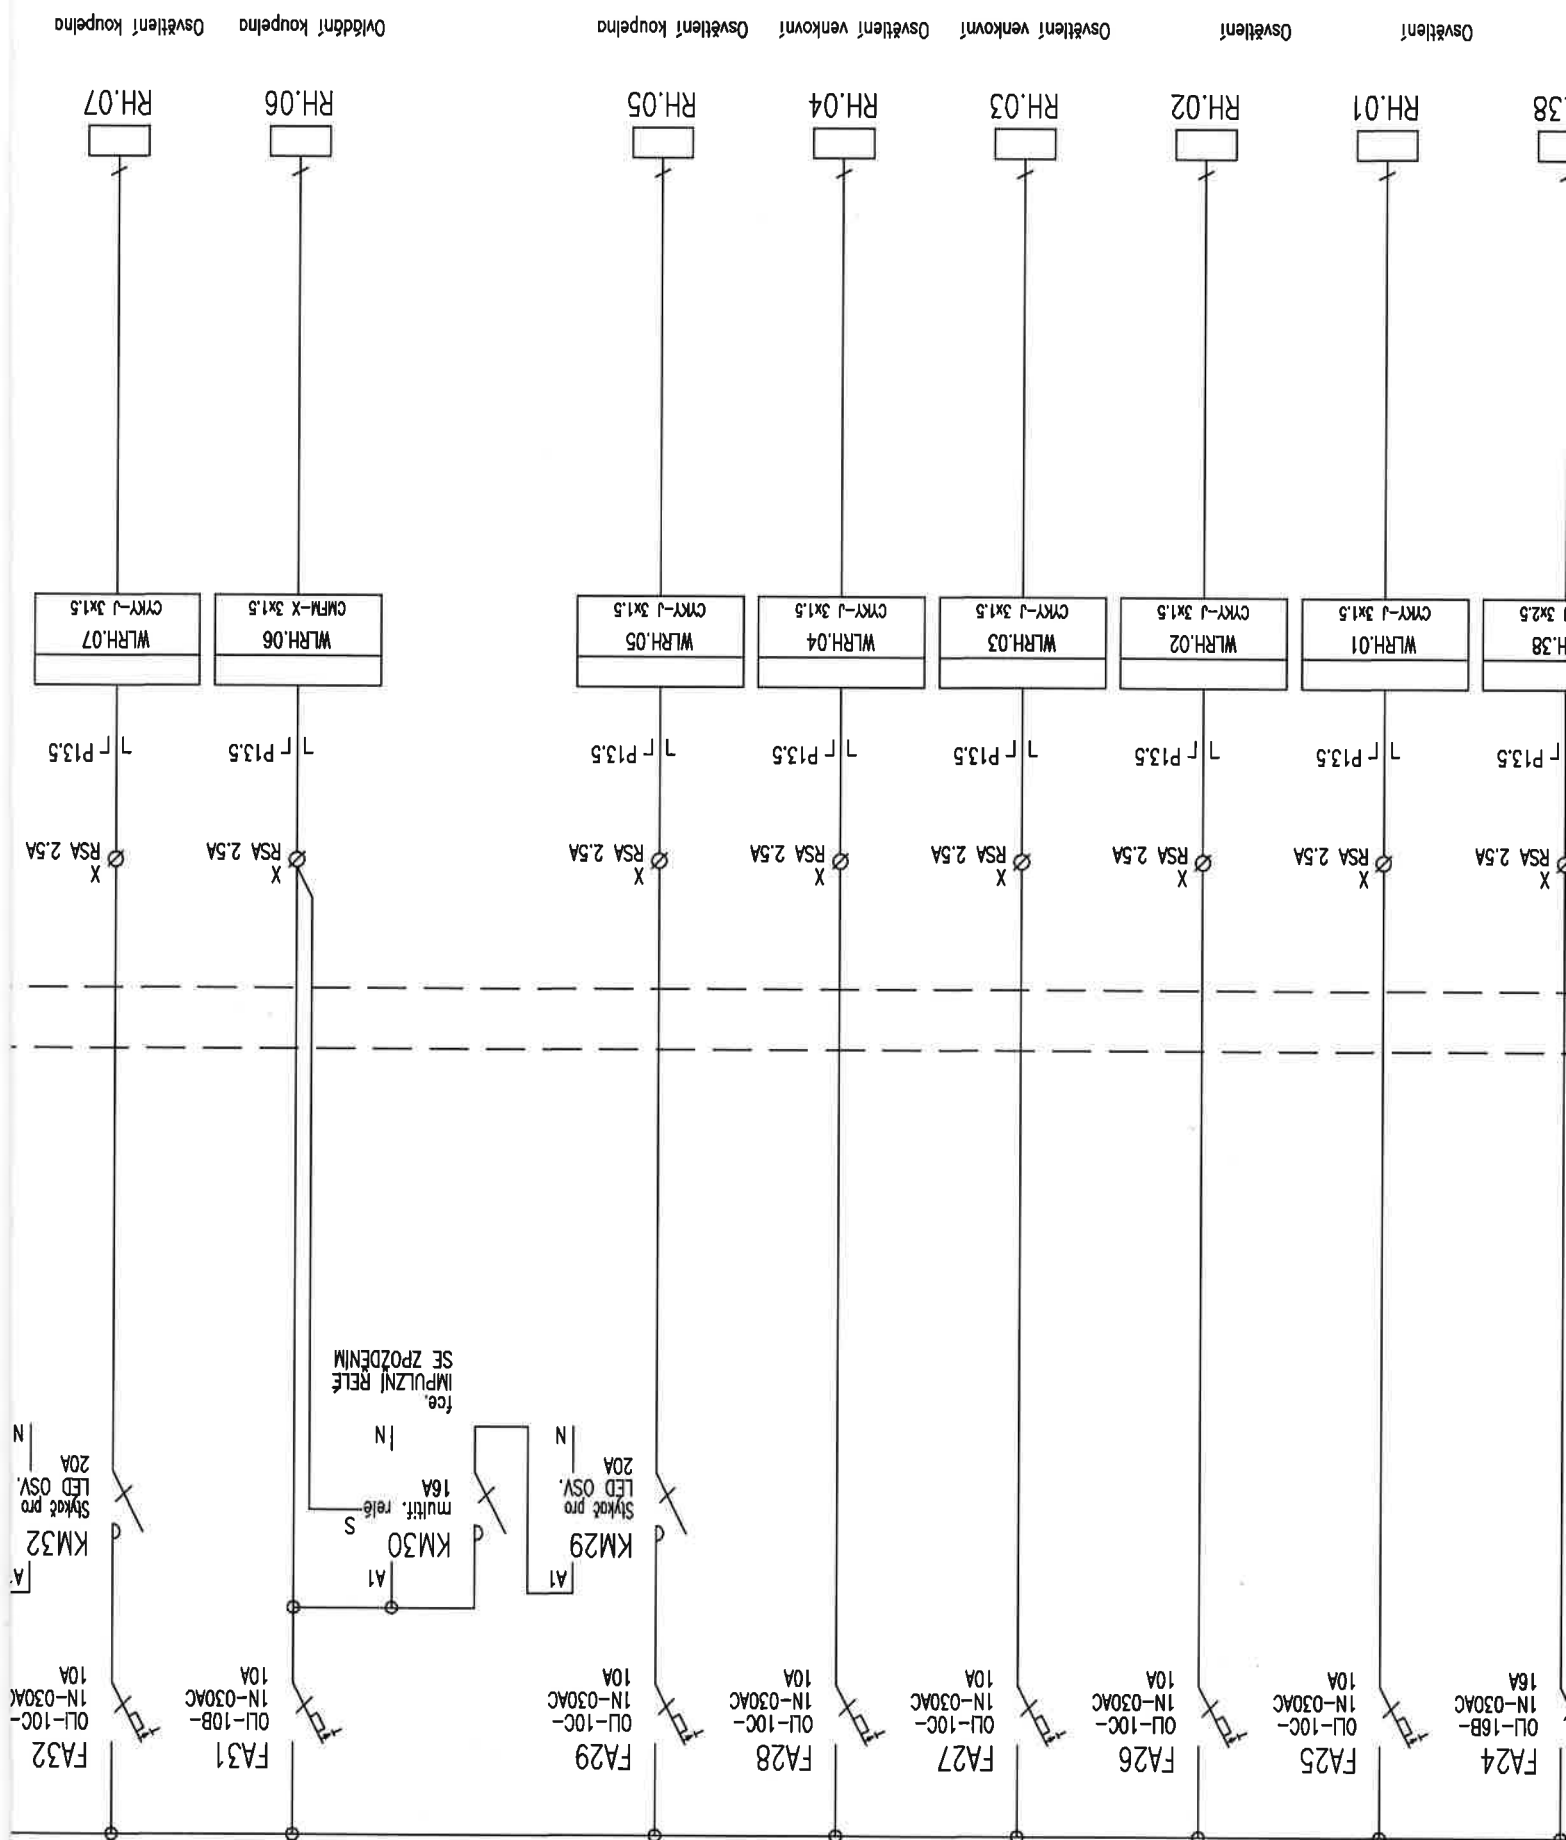 FA24
OLI-16B-
1N-030AC
16A
X
RSA 2.5A
P13.5
H.38
J 3x2.5
.38
FA25
OLI-10C-
1N-030AC
10A
X
RSA 2.5A
P13.5
WLRH.01
CYKY-J 3x1.5
RH.01
Osvětlení
FA26
OLI-10C-
1N-030AC
10A
X
RSA 2.5A
P13.5
WLRH.02
CYKY-J 3x1.5
RH.02
Osvětlení
FA27
OLI-10C-
1N-030AC
10A
X
RSA 2.5A
P13.5
WLRH.03
CYKY-J 3x1.5
RH.03
Osvětlení venkovní
FA28
OLI-10C-
1N-030AC
10A
X
RSA 2.5A
P13.5
WLRH.04
CYKY-J 3x1.5
RH.04
Osvětlení venkovní
FA29
OLI-10C-
1N-030AC
10A
A1
KM29
Stykač pro
LED OSV.
20A
N
X
RSA 2.5A
P13.5
WLRH.05
CYKY-J 3x1.5
RH.05
Osvětlení koupelna
A1
KM30
S
multif. relé
16A
N
fce.
IMPULZNÍ RELÉ
SE ZPOŽDĚNÍM
FA31
OLI-10B-
1N-030AC
10A
X
RSA 2.5A
P13.5
WLRH.06
CMFM-X 3x1.5
RH.06
Ovládání koupelna
FA32
OLI-10C-
1N-030AC
10A
A1
KM32
Stykač pro
LED OSV.
20A
N
X
RSA 2.5A
P13.5
WLRH.07
CYKY-J 3x1.5
RH.07
Osvětlení koupelna